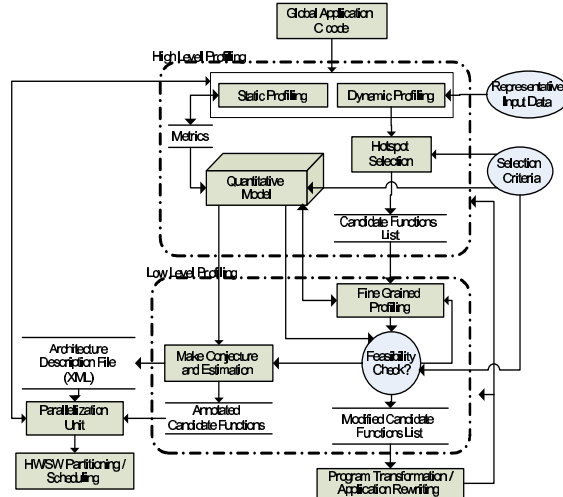 Global Application
C code
High Level Profiling
Static Profiling
Dynamic Profiling
Representative
Input Data
Metrics
Hotspot
Selection
Selection
Criteria
Quantitative
Model
Candidate Functions
List
Low Level Profiling
Fine Grained
Profiling
Architecture
Description File
(XML)
Make Conjecture
and Estimation
Feasibility
Check?
Parallelization
Unit
Annotated
Candidate Functions
Modified Candidate
Functions List
HWSW Partitioning /
Scheduling
Program Transformation /
Application Rewriting